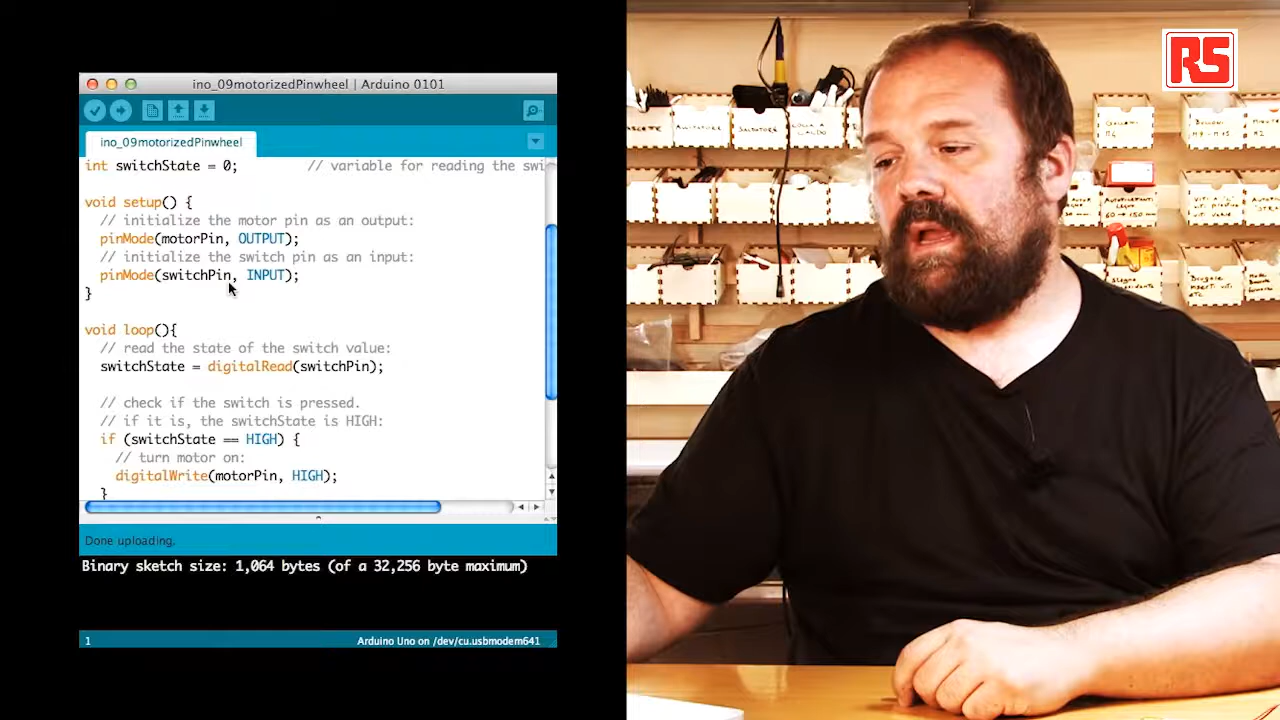 ino_09motorizedPinwheel | Arduino 0101
ino_09motorizedPinwheel
int switchState = 0; // variable for reading the swi
void setup() {
// initialize the motor pin as an output:
pinMode(motorPin, OUTPUT);
// initialize the switch pin as an input:
pinMode(switchPin, INPUT);
}
void loop(){
// read the state of the switch value:
switchState = digitalRead(switchPin);
// check if the switch is pressed.
// if it is, the switchState is HIGH:
if (switchState == HIGH) {
// turn motor on:
digitalWrite(motorPin, HIGH);
}
Done uploading.
Binary sketch size: 1,064 bytes (of a 32,256 byte maximum)
1 Arduino Uno on /dev/cu.usbmodem641
RS